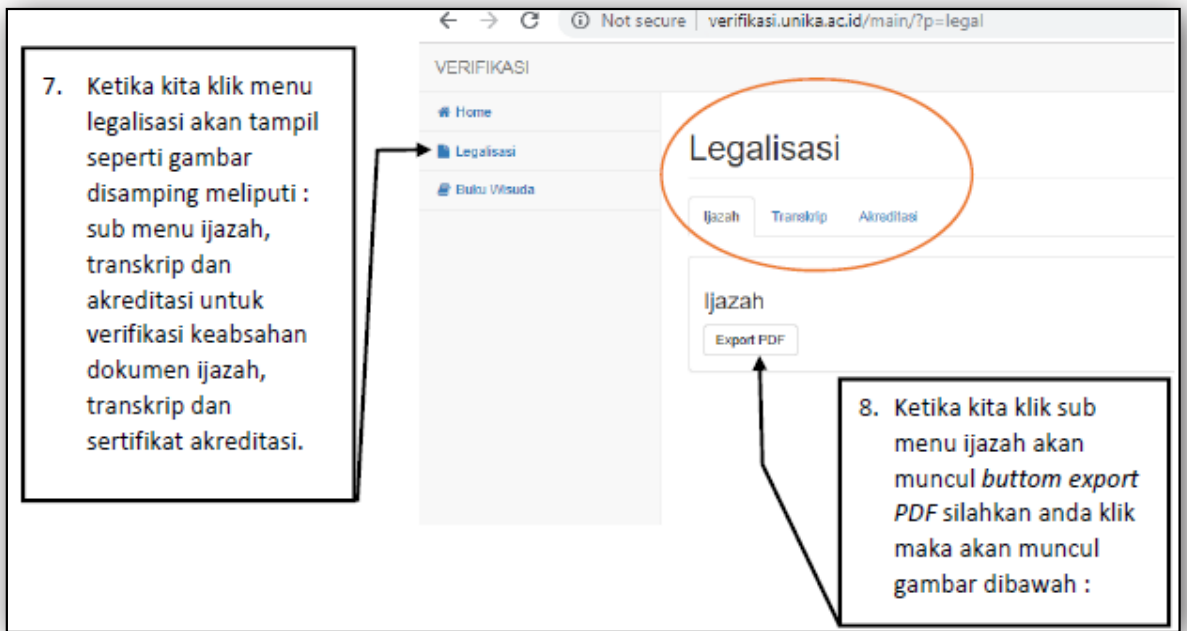 Not secure | verifikasi.unika.ac.id/main/?p=legal
7. Ketika kita klik menu
legalisasi akan tampil
seperti gambar
disamping meliputi :
sub menu ijazah,
transkrip dan
akreditasi untuk
verifikasi keabsahan
dokumen ijazah,
transkrip dan
sertifikat akreditasi.
VERIFIKASI
Home
Legalisasi
Buku Wisuda
Legalisasi
Ijazah Transkrip Akreditasi
Ijazah
Export PDF
8. Ketika kita klik sub
menu ijazah akan
muncul buttom export
PDF silahkan anda klik
maka akan muncul
gambar dibawah :